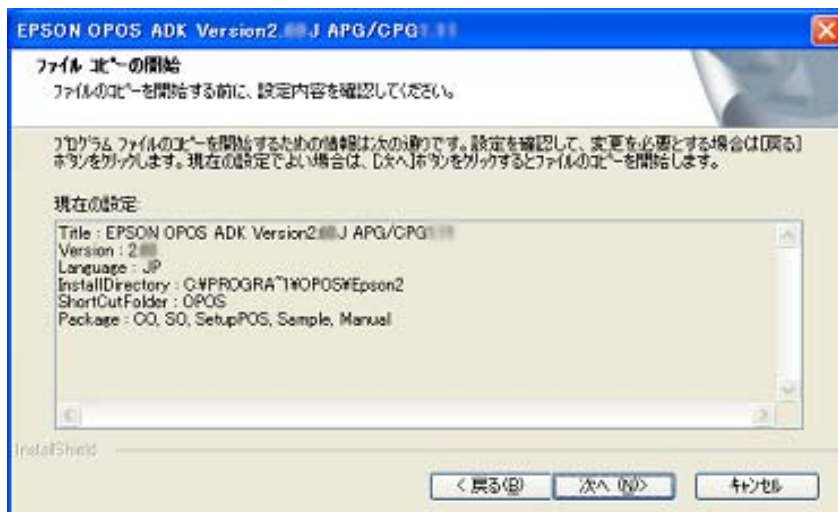 EPSON OPOS ADK Version2. J APG/CPG
ファイル コピーの開始
ファイルのコピーを開始する前に、設定内容を確認してください。
プログラム ファイルのコピーを開始するための情報は次の通りです。設定を確認して、変更を必要とする場合は[戻る]
ボタンをクリックします。現在の設定でよい場合は、[次へ]ボタンをクリックするとファイルのコピーを開始します。
現在の設定:
Title : EPSON OPOS ADK Version2. J APG/CPG
Version : 2.
Language : JP
InstallDirectory : C:¥PROGRA~1¥OPOS¥Epson2
ShortCutFolder : OPOS
Package : CO, SO, SetupPOS, Sample, Manual
InstallShield
< 戻る(B)
次へ (N)>
キャンセル